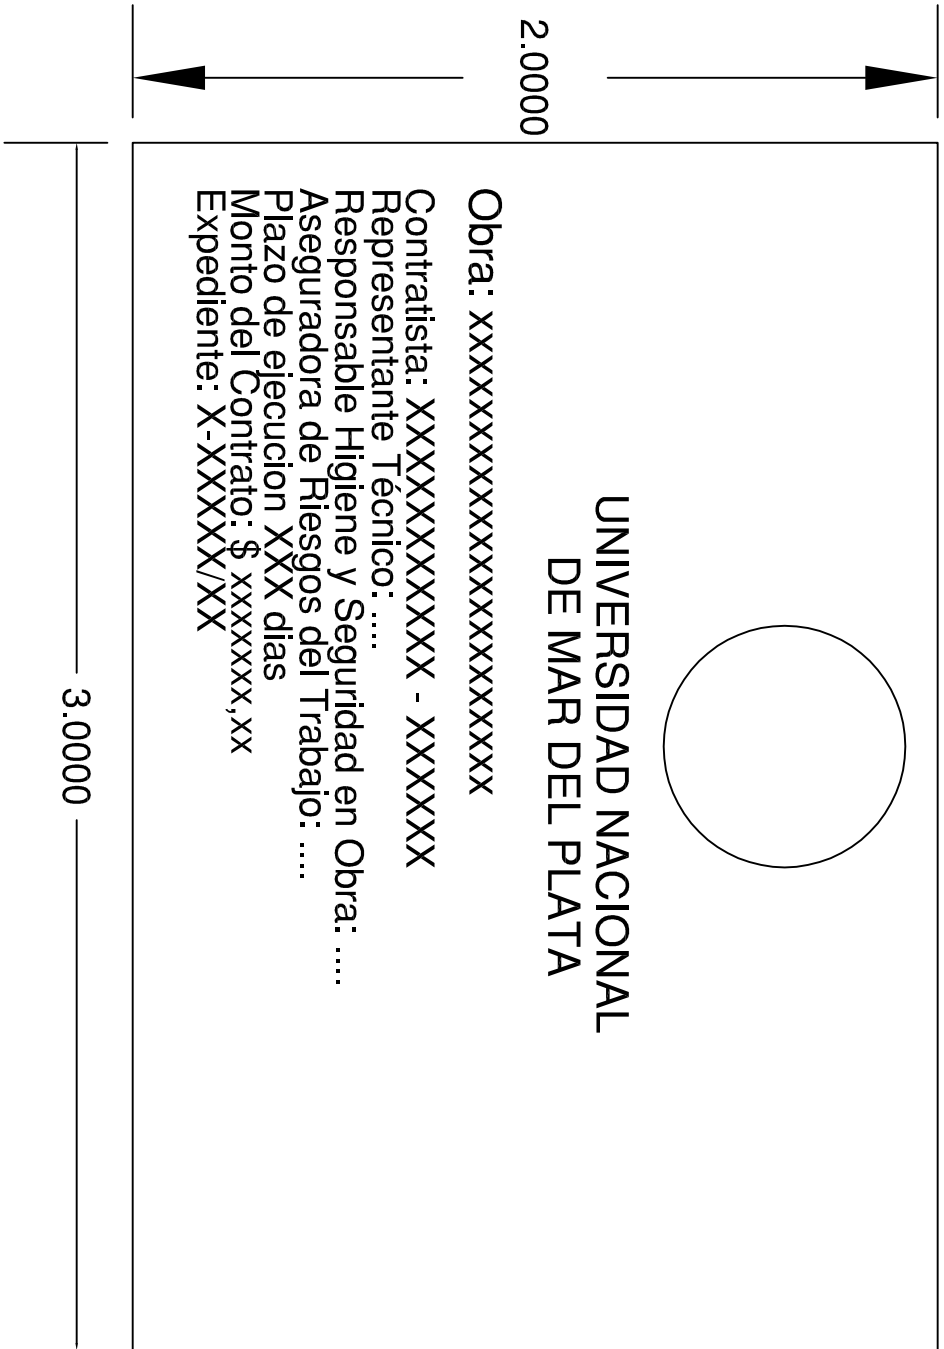 UNIVERSIDAD NACIONAL
DE MAR DEL PLATA
Obra: xxxxxxxxxxxxxxxxxxxxxx
Contratista: XXXXXXXXXXXX - XXXXXX
Representante Técnico: ....
Responsable Higiene y Seguridad en Obra: ....
Aseguradora de Riesgos del Trabajo: ....
Plazo de ejecucion XXX dias
Monto del Contrato: $ xxxxxxx,xx
Expediente: X-XXXXX/XX
2.0000
3.0000